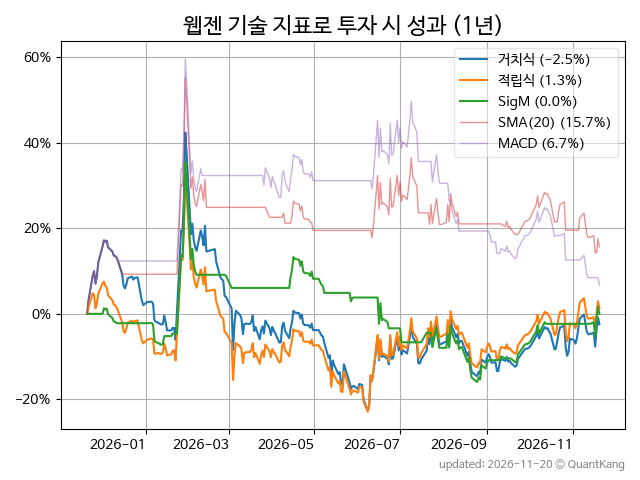 웹젠 기술 지표로 투자 시 성과 (1년)
60%
40%
20%
0%
−20%
거치식 (-2.5%)
적립식 (1.3%)
SigM (0.0%)
SMA(20) (15.7%)
MACD (6.7%)
2026-01
2026-03
2026-05
2026-07
2026-09
2026-11
updated: 2026-11-20 © QuantKang